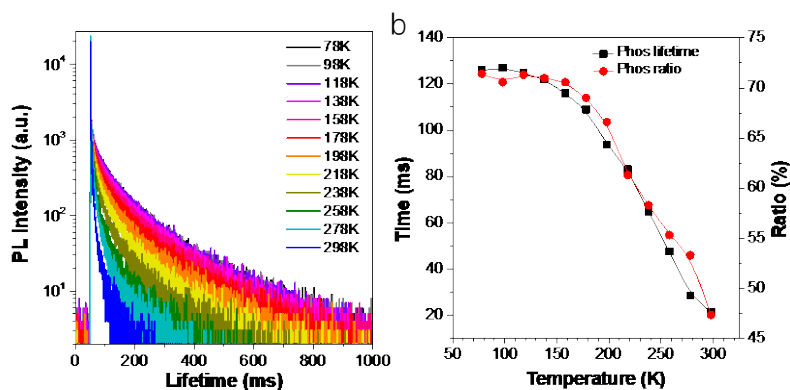 b
PL Intensity (a.u.)
10^4
10^3
10^2
10^1
0 200 400 600 800 1000
Lifetime (ms)
78K
98K
118K
138K
158K
178K
198K
218K
238K
258K
278K
298K
Time (ms)
140
120
100
80
60
40
20
50 100 150 200 250 300
Temperature (K)
Phos lifetime
Phos ratio
75
70
65
60
55
50
45
Ratio (%)